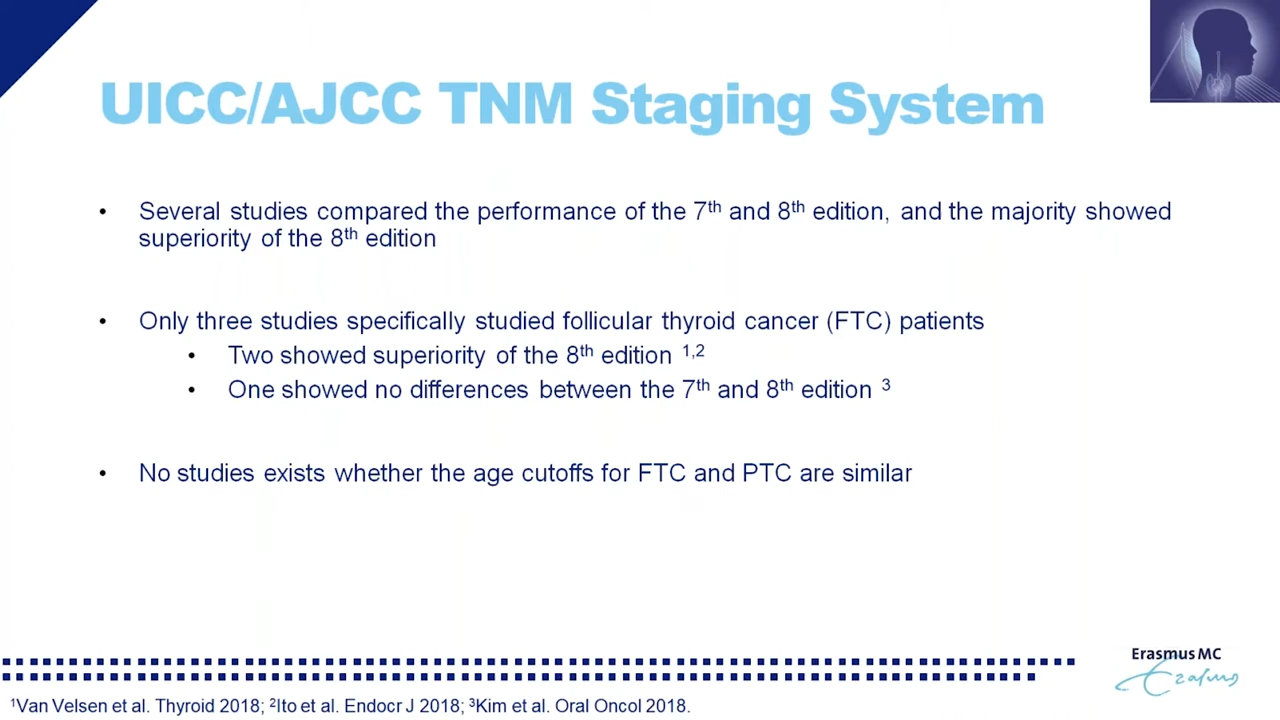 UICC/AJCC TNM Staging System
• Several studies compared the performance of the 7th and 8th edition, and the majority showed
superiority of the 8th edition
• Only three studies specifically studied follicular thyroid cancer (FTC) patients
• Two showed superiority of the 8th edition 1,2
• One showed no differences between the 7th and 8th edition 3
• No studies exists whether the age cutoffs for FTC and PTC are similar
Erasmus MC
Erasmus
1Van Velsen et al. Thyroid 2018; 2Ito et al. Endocr J 2018; 3Kim et al. Oral Oncol 2018.